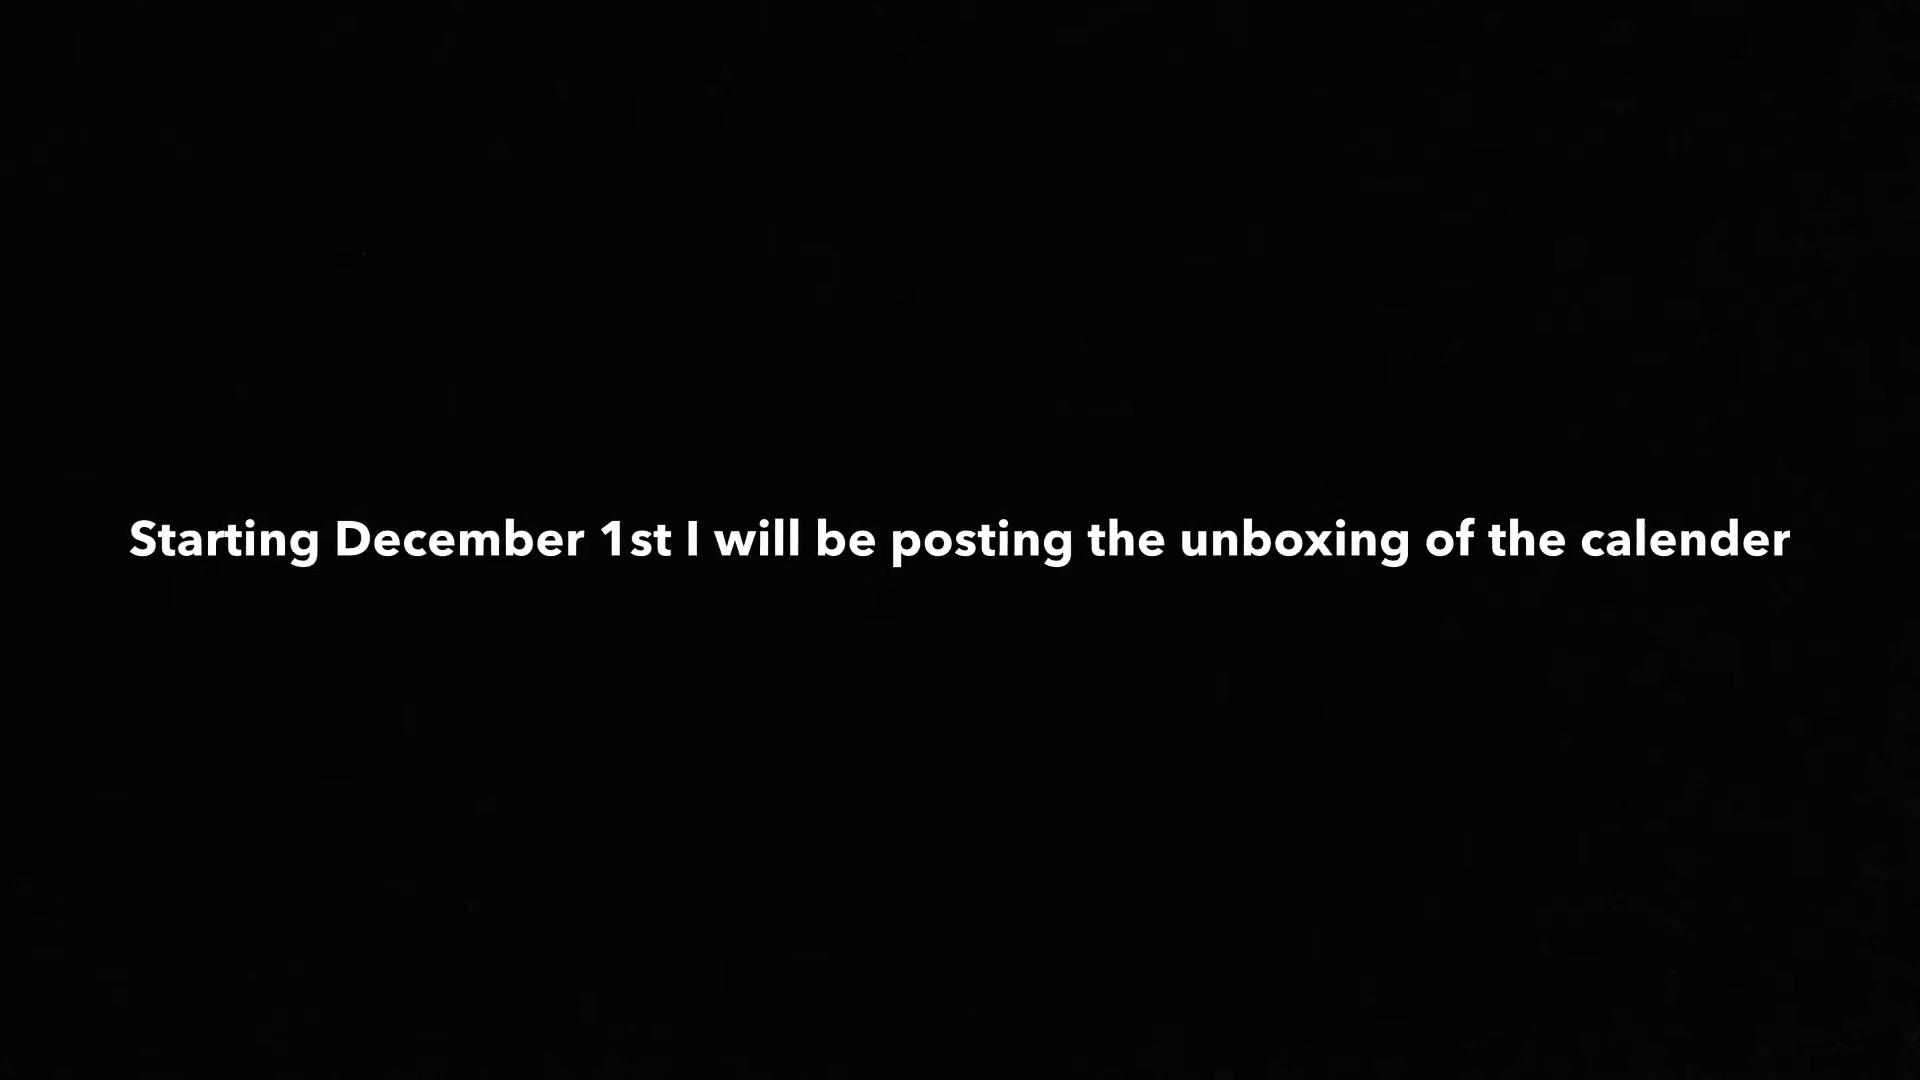 Starting December 1st I will be posting the unboxing of the calender